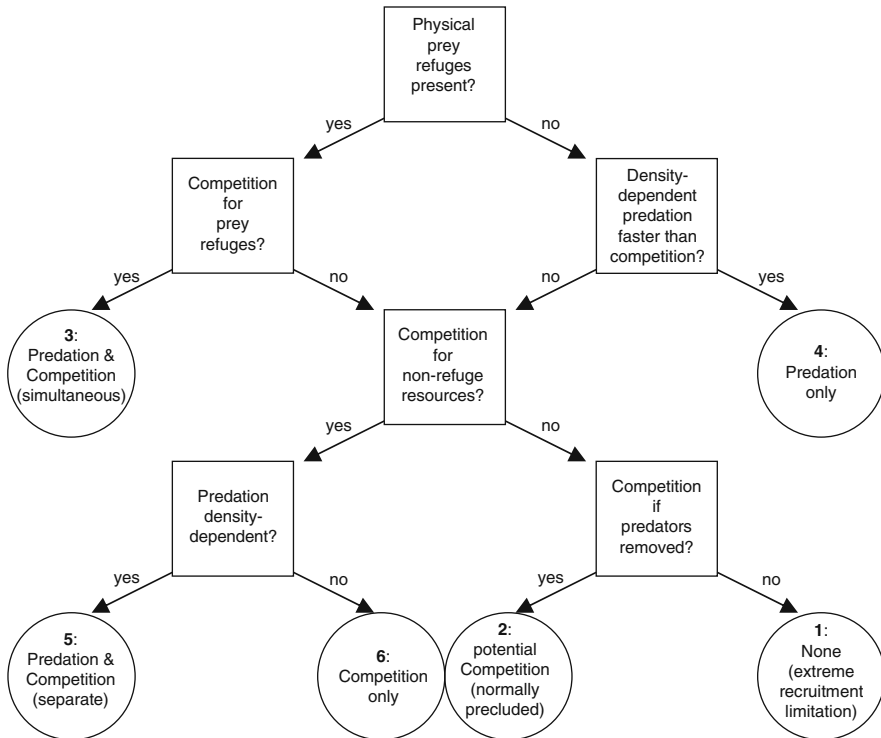 Physical
prey
refuges
present?
yes
no
Competition
for
prey
refuges?
Density-
dependent
predation
faster than
competition?
yes
no
no
yes
3:
Predation &
Competition
(simultaneous)
Competition
for
non-refuge
resources?
4:
Predation
only
yes
no
Predation
density-
dependent?
Competition
if
predators
removed?
yes
no
yes
no
5:
Predation &
Competition
(separate)
6:
Competition
only
2:
potential
Competition
(normally
precluded)
1:
None
(extreme
recruitment
limitation)